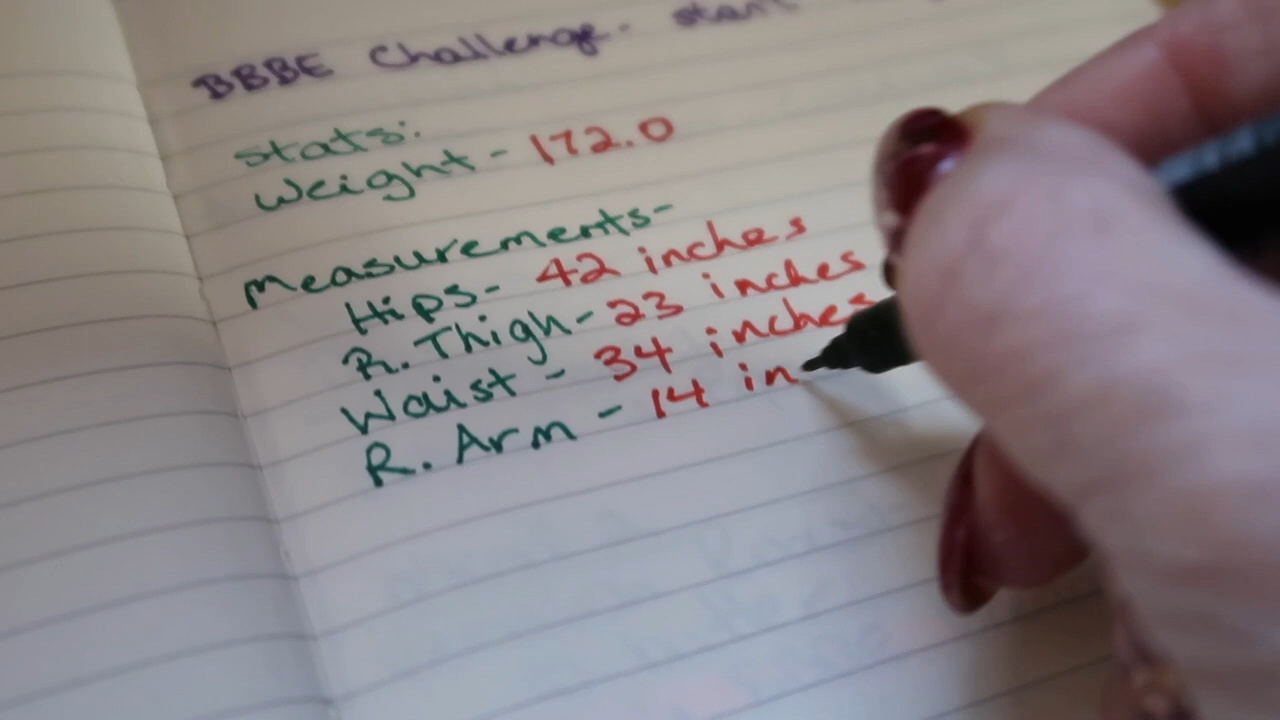 BBBE Challenge. start
stats:
Weight - 172.0
Measurements-
Hips- 42 inches
R. Thigh- 23 inches
Waist - 34 inches
R. Arm - 14 in